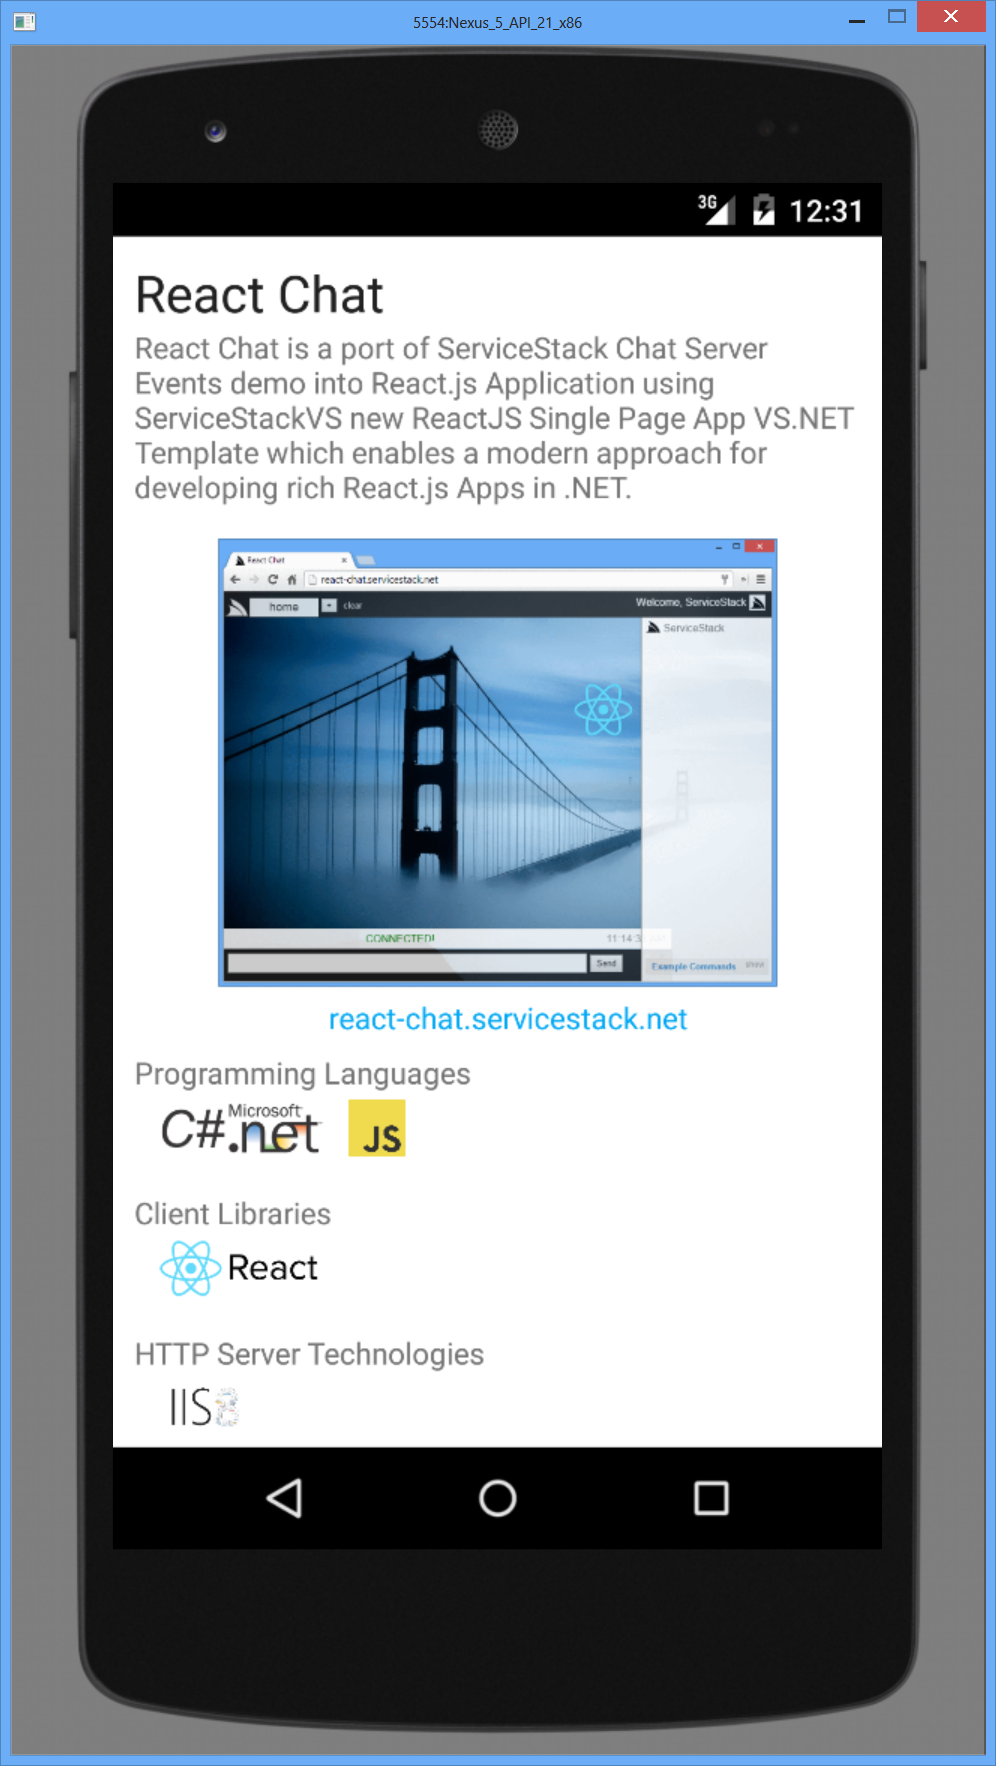 5554:Nexus_5_API_21_x86
3G 12:31
React Chat
React Chat is a port of ServiceStack Chat Server
Events demo into React.js Application using
ServiceStackVS new ReactJS Single Page App VS.NET
Template which enables a modern approach for
developing rich React.js Apps in .NET.
React Chat
react-chat.servicestack.net
home clear Welcome, ServiceStack
ServiceStack
CONNECTED! 11:14:3
Send Example Commands show
react-chat.servicestack.net
Programming Languages
C# Microsoft .net JS
Client Libraries
React
HTTP Server Technologies
IIS 8